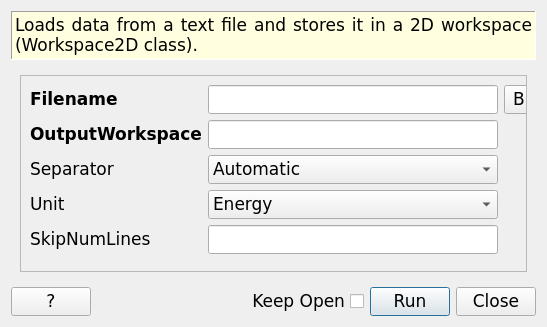 Loads data from a text file and stores it in a 2D workspace
(Workspace2D class).
Filename
B
OutputWorkspace
Separator Automatic
Unit Energy
SkipNumLines
? Keep Open Run Close